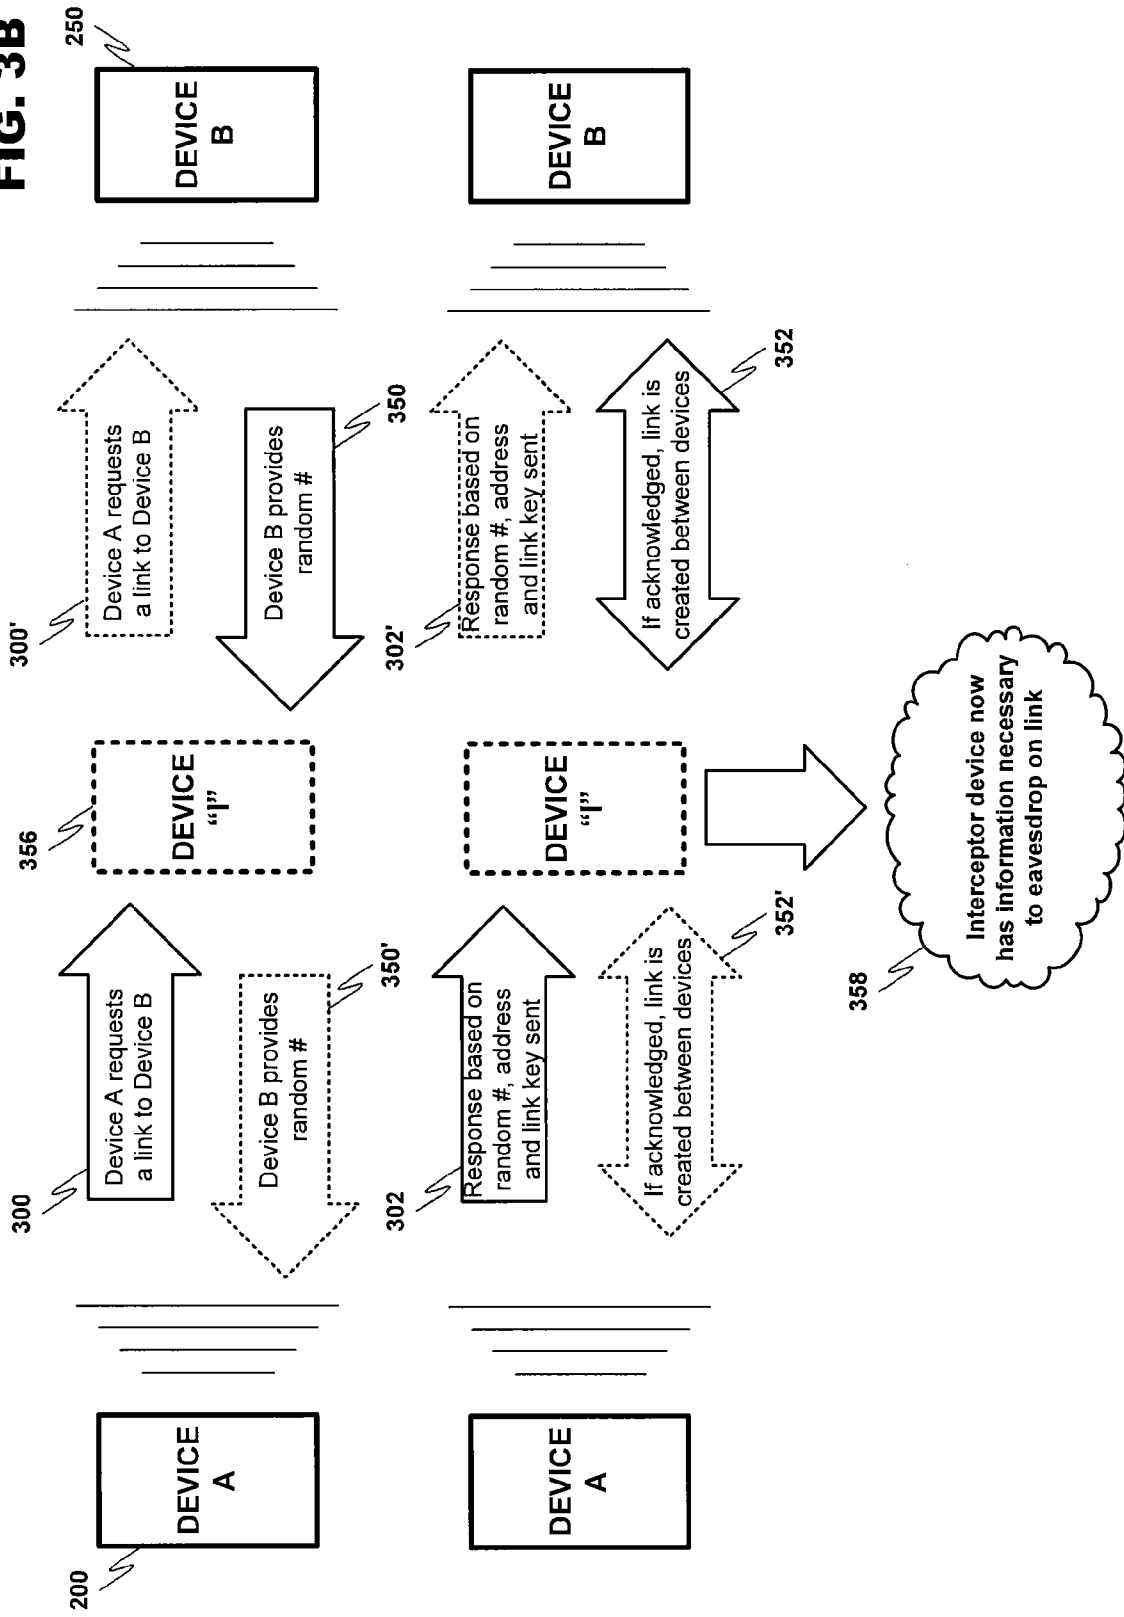 FIG. 3B
200
DEVICE
A
300
Device A requests
a link to Device B
350'
Device B provides
random #
356
DEVICE
“I”
300'
Device A requests
a link to Device B
350
Device B provides
random #
250
DEVICE
B
DEVICE
A
302
Response based on
random #, address
and link key sent
352'
If acknowledged, link is
created between devices
DEVICE
“I”
302'
Response based on
random #, address
and link key sent
352
If acknowledged, link is
created between devices
DEVICE
B
358
Interceptor device now
has information necessary
to eavesdrop on link